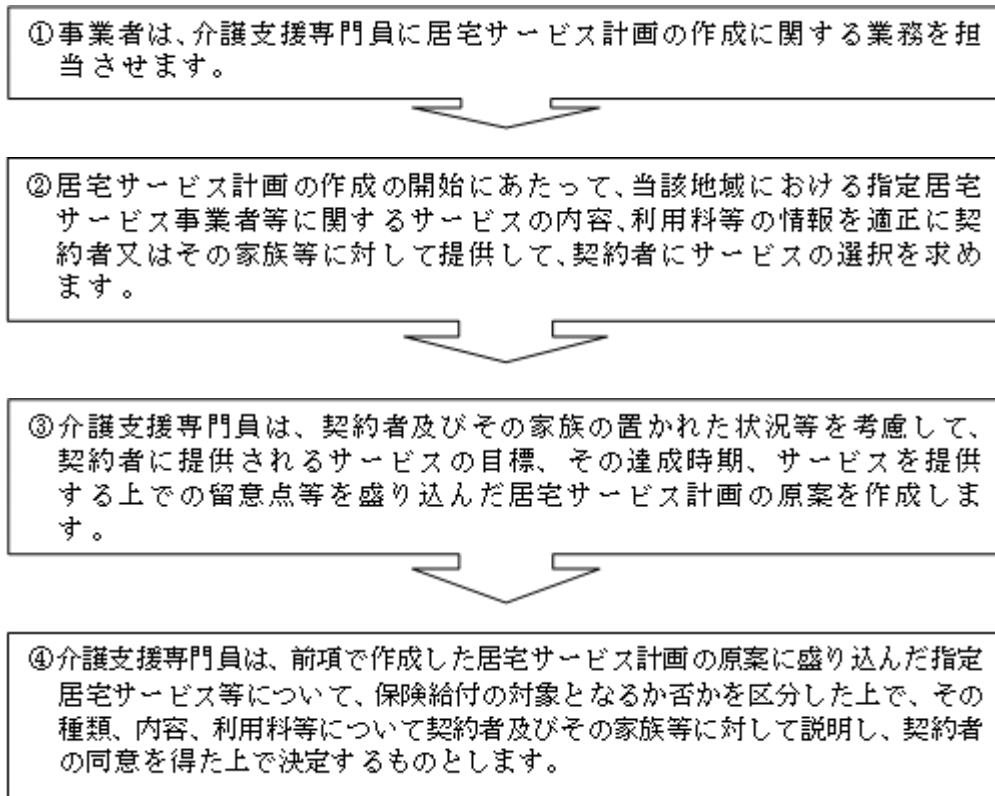 ①事業者は、介護支援専門員に居宅サービス計画の作成に関する業務を担
当させます。
②居宅サービス計画の作成の開始にあたって、当該地域における指定居宅
サービス事業者等に関するサービスの内容、利用料等の情報を適正に契
約者又はその家族等に対して提供して、契約者にサービスの選択を求め
ます。
③介護支援専門員は、契約者及びその家族の置かれた状況等を考慮して、
契約者に提供されるサービスの目標、その達成時期、サービスを提供
する上での留意点等を盛り込んだ居宅サービス計画の原案を作成しま
す。
④介護支援専門員は、前項で作成した居宅サービス計画の原案に盛り込んだ指定
居宅サービス等について、保険給付の対象となるか否かを区分した上で、その
種類、内容、利用料等について契約者及びその家族等に対して説明し、契約者
の同意を得た上で決定するものとします。